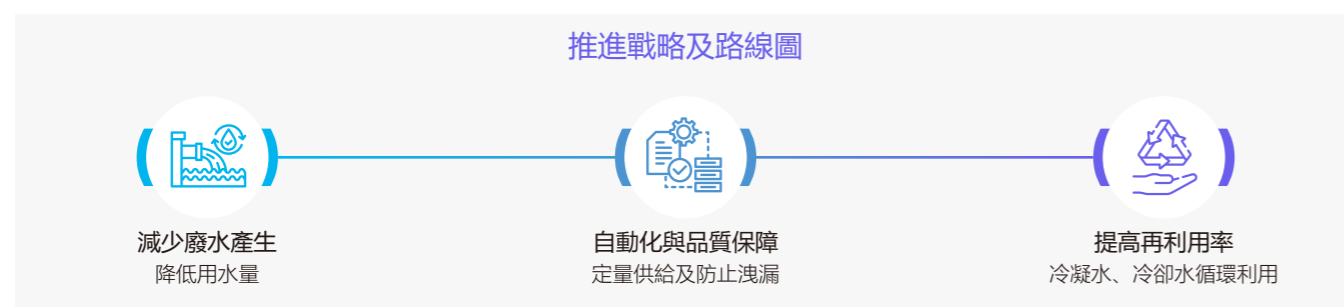 推進戰略及路線圖
減少廢水產生
降低用水量
自動化與品質保障
定量供給及防止洩漏
提高再利用率
冷凝水、冷卻水循環利用